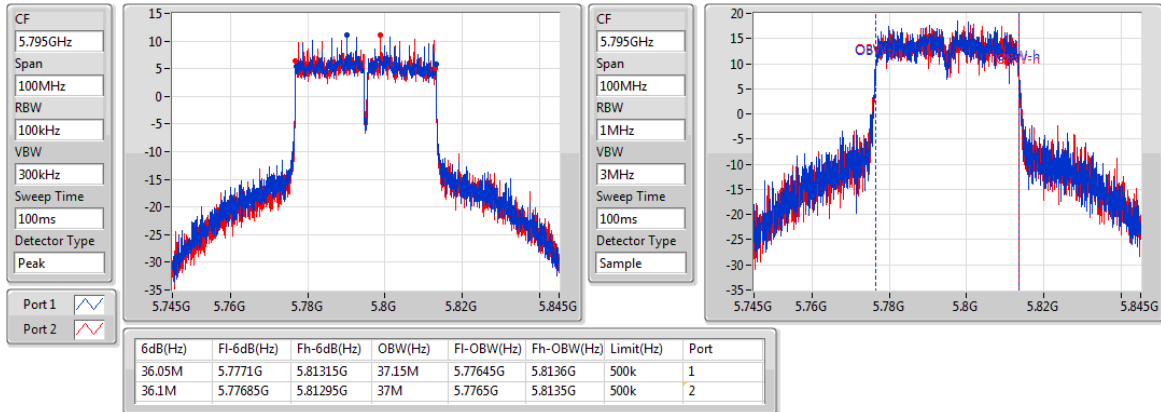 CF
5.795GHz
Span
100MHz
RBW
100kHz
VBW
300kHz
Sweep Time
100ms
Detector Type
Peak
Port 1
Port 2
15
10
5
0
-5
-10
-15
-20
-25
-30
-35
5.745G 5.76G 5.78G 5.8G 5.82G 5.845G
CF
5.795GHz
Span
100MHz
RBW
1MHz
VBW
3MHz
Sweep Time
100ms
Detector Type
Sample
20
15
10
5
0
-5
-10
-15
-20
-25
-30
-35
5.745G 5.76G 5.78G 5.8G 5.82G 5.845G
6dB(Hz) Fl-6dB(Hz) Fh-6dB(Hz) OBW(Hz) Fl-OBW(Hz) Fh-OBW(Hz) Limit(Hz) Port
36.05M 5.7771G 5.81315G 37.15M 5.77645G 5.8136G 500k 1
36.1M 5.77685G 5.81295G 37M 5.7765G 5.8135G 500k 2